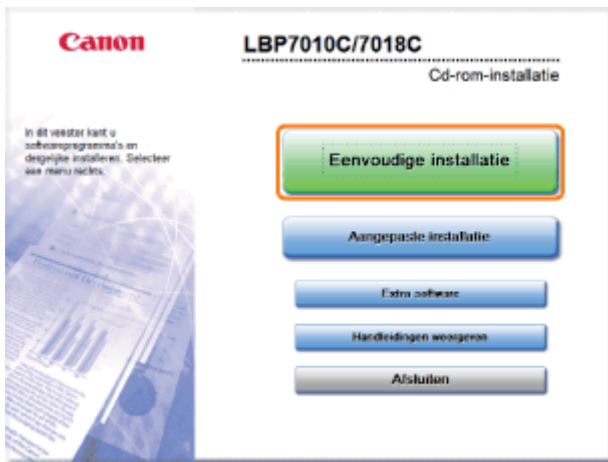 Canon
LBP7010C/7018C
Cd-rom-installatie
In dit venster kunt u
softwareprogramma's en
dergelijke installeren. Selecteer
een menu rechts.
Eenvoudige installatie
Aangepaste installatie
Extra software
Handleidingen weergeven
Afsluiten